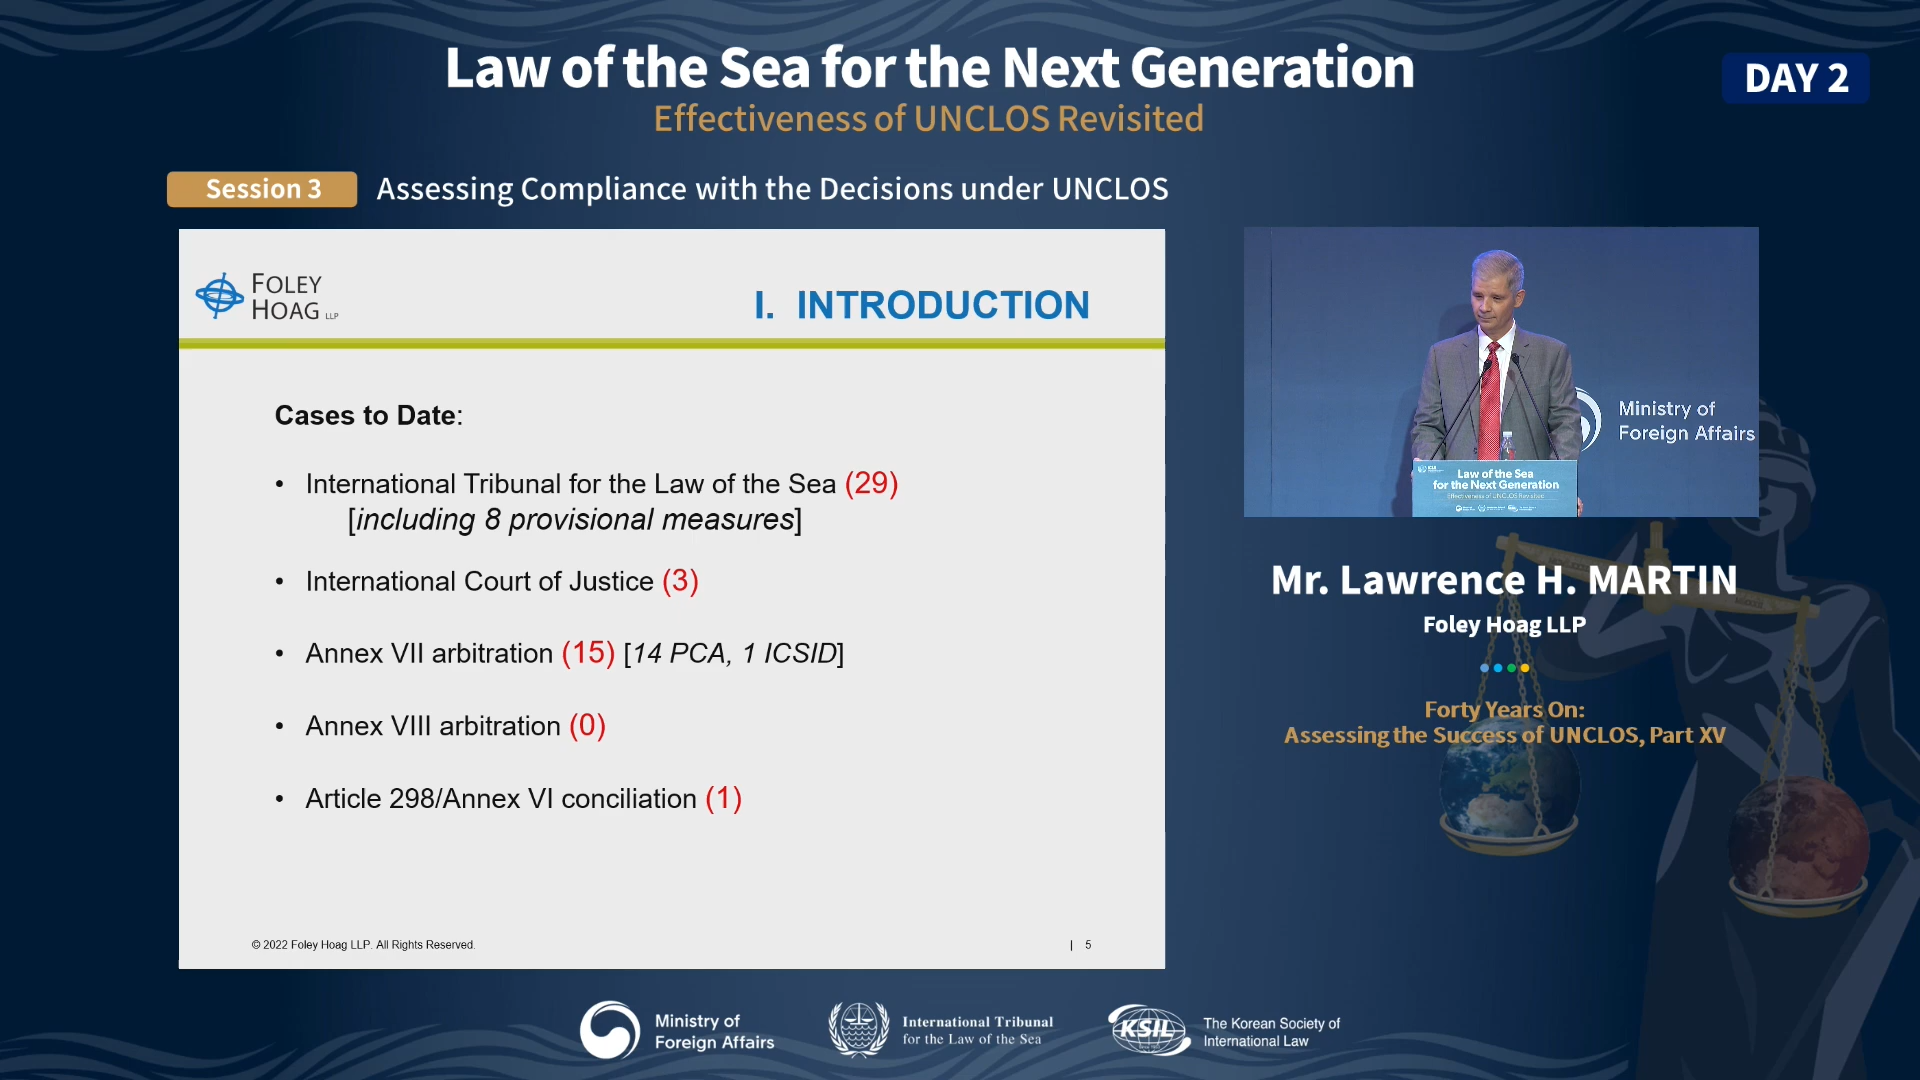 Law of the Sea for the Next Generation
Effectiveness of UNCLOS Revisited
DAY 2
Session 3
Assessing Compliance with the Decisions under UNCLOS
FOLEY
HOAG LLP
I. INTRODUCTION
Cases to Date:
• International Tribunal for the Law of the Sea (29)
[including 8 provisional measures]
• International Court of Justice (3)
• Annex VII arbitration (15) [14 PCA, 1 ICSID]
• Annex VIII arbitration (0)
• Article 298/Annex VI conciliation (1)
© 2022 Foley Hoag LLP. All Rights Reserved.
| 5
Ministry of
Foreign Affairs
Law of the Sea
for the Next Generation
Effectiveness of UNCLOS Revisited
Mr. Lawrence H. MARTIN
Foley Hoag LLP
Forty Years On:
Assessing the Success of UNCLOS, Part XV
Ministry of
Foreign Affairs
International Tribunal
for the Law of the Sea
KSIL
The Korean Society of
International Law